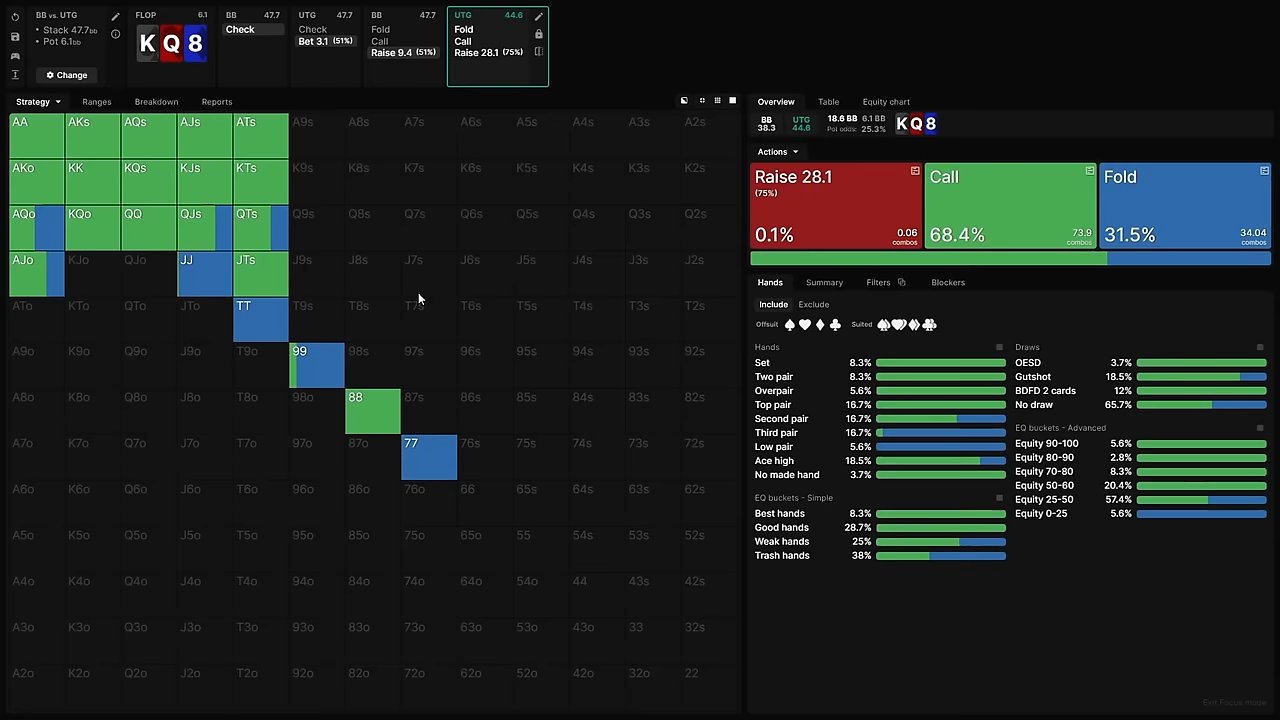 BB vs. UTG
• Stack 47.7bb
• Pot 6.1bb
Change
FLOP 6.1
K Q 8
BB 47.7
Check
UTG 47.7
Check
Bet 3.1 (51%)
BB 47.7
Fold
Call
Raise 9.4 (51%)
UTG 44.6
Fold
Call
Raise 28.1 (75%)
Strategy Ranges Breakdown Reports
AA AKs AQs AJs ATs A9s A8s A7s A6s A5s A4s A3s A2s
AKo KK KQs KJs KTs K9s K8s K7s K6s K5s K4s K3s K2s
AQo KQo QQ QJs QTs Q9s Q8s Q7s Q6s Q5s Q4s Q3s Q2s
AJo KJo QJo JJ JTs J9s J8s J7s J6s J5s J4s J3s J2s
ATo KTo QTo JTo TT T9s T8s T7s T6s T5s T4s T3s T2s
A9o K9o Q9o J9o T9o 99 98s 97s 96s 95s 94s 93s 92s
A8o K8o Q8o J8o T8o 98o 88 87s 86s 85s 84s 83s 82s
A7o K7o Q7o J7o T7o 97o 87o 77 76s 75s 74s 73s 72s
A6o K6o Q6o J6o T6o 96o 86o 76o 66 65s 64s 63s 62s
A5o K5o Q5o J5o T5o 95o 85o 75o 65o 55 54s 53s 52s
A4o K4o Q4o J4o T4o 94o 84o 74o 64o 54o 44 43s 42s
A3o K3o Q3o J3o T3o 93o 83o 73o 63o 53o 43o 33 32s
A2o K2o Q2o J2o T2o 92o 82o 72o 62o 52o 42o 32o 22
Overview Table Equity chart
BB 38.3
UTG 44.6
18.6 BB 6.1 BB
Pot odds: 25.3%
K Q 8
Actions
Raise 28.1
(75%)
0.1% 0.06 combos
Call
68.4% 73.9 combos
Fold
31.5% 34.04 combos
Hands Summary Filters Blockers
Include Exclude
Offsuit Suited
Hands
Set 8.3%
Two pair 8.3%
Overpair 5.6%
Top pair 16.7%
Second pair 16.7%
Third pair 16.7%
Low pair 5.6%
Ace high 18.5%
No made hand 3.7%
EQ buckets - Simple
Best hands 8.3%
Good hands 28.7%
Weak hands 25%
Trash hands 38%
Draws
OESD 3.7%
Gutshot 18.5%
BDFD 2 cards 12%
No draw 65.7%
EQ buckets - Advanced
Equity 90-100 5.6%
Equity 80-90 2.8%
Equity 70-80 8.3%
Equity 50-60 20.4%
Equity 25-50 57.4%
Equity 0-25 5.6%
Exit Focus mode